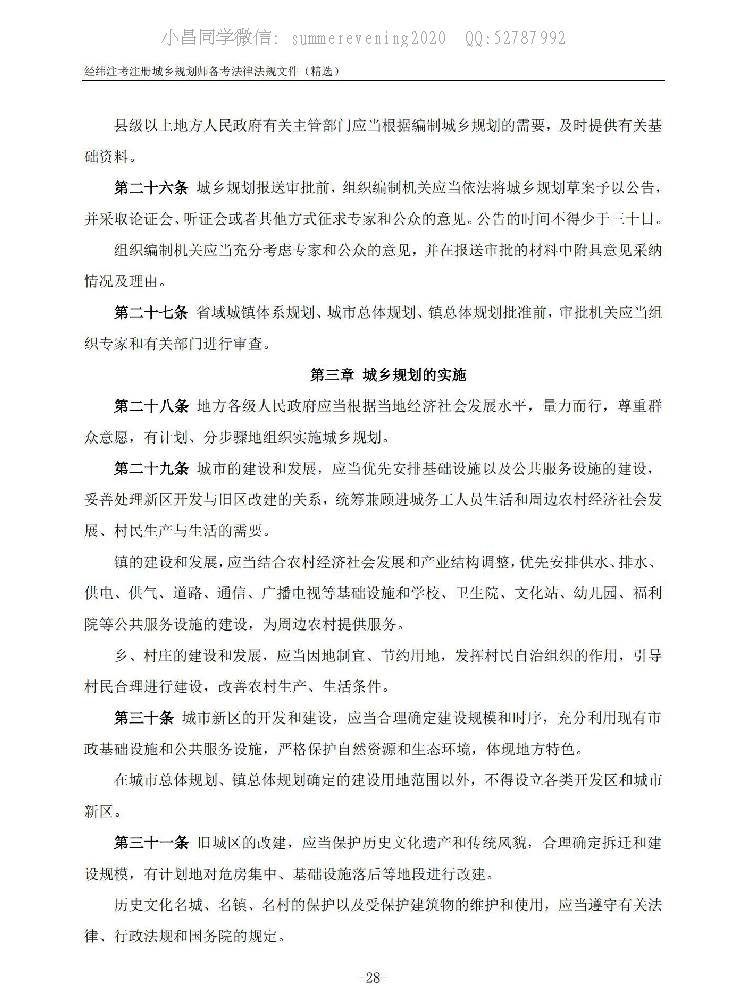 小昌同学微信: summerevening2020 QQ:52787992
经纬注考注册城乡规划师备考法律法规文件（精选）
县级以上地方人民政府有关主管部门应当根据编制城乡规划的需要，及时提供有关基
础资料。
第二十六条 城乡规划报送审批前，组织编制机关应当依法将城乡规划草案予以公告，
并采取论证会、听证会或者其他方式征求专家和公众的意见。公告的时间不得少于三十日。
组织编制机关应当充分考虑专家和公众的意见，并在报送审批的材料中附具意见采纳
情况及理由。
第二十七条 省域城镇体系规划、城市总体规划、镇总体规划批准前，审批机关应当组
织专家和有关部门进行审查。
第三章 城乡规划的实施
第二十八条 地方各级人民政府应当根据当地经济社会发展水平，量力而行，尊重群
众意愿，有计划、分步骤地组织实施城乡规划。
第二十九条 城市的建设和发展，应当优先安排基础设施以及公共服务设施的建设，
妥善处理新区开发与旧区改建的关系，统筹兼顾进城务工人员生活和周边农村经济社会发
展、村民生产与生活的需要。
镇的建设和发展，应当结合农村经济社会发展和产业结构调整，优先安排供水、排水、
供电、供气、道路、通信、广播电视等基础设施和学校、卫生院、文化站、幼儿园、福利
院等公共服务设施的建设，为周边农村提供服务。
乡、村庄的建设和发展，应当因地制宜、节约用地，发挥村民自治组织的作用，引导
村民合理进行建设，改善农村生产、生活条件。
第三十条 城市新区的开发和建设，应当合理确定建设规模和时序，充分利用现有市
政基础设施和公共服务设施，严格保护自然资源和生态环境，体现地方特色。
在城市总体规划、镇总体规划确定的建设用地范围以外，不得设立各类开发区和城市
新区。
第三十一条 旧城区的改建，应当保护历史文化遗产和传统风貌，合理确定拆迁和建
设规模，有计划地对危房集中、基础设施落后等地段进行改建。
历史文化名城、名镇、名村的保护以及受保护建筑物的维护和使用，应当遵守有关法
律、行政法规和国务院的规定。
28